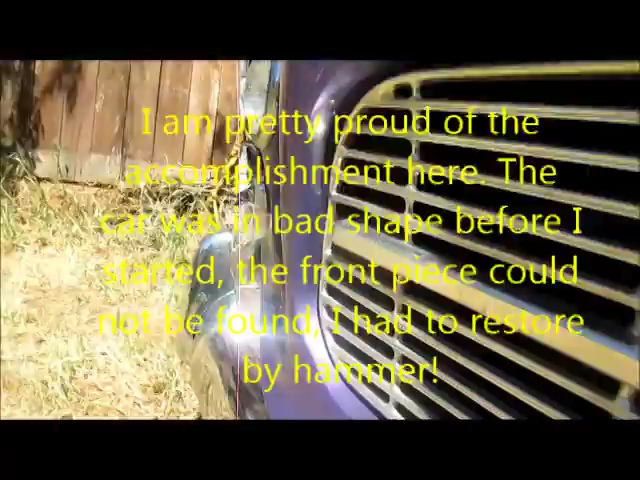 I am pretty proud of the
accomplishment here. The
car was in bad shape before I
started, the front piece could
not be found, I had to restore
by hammer!